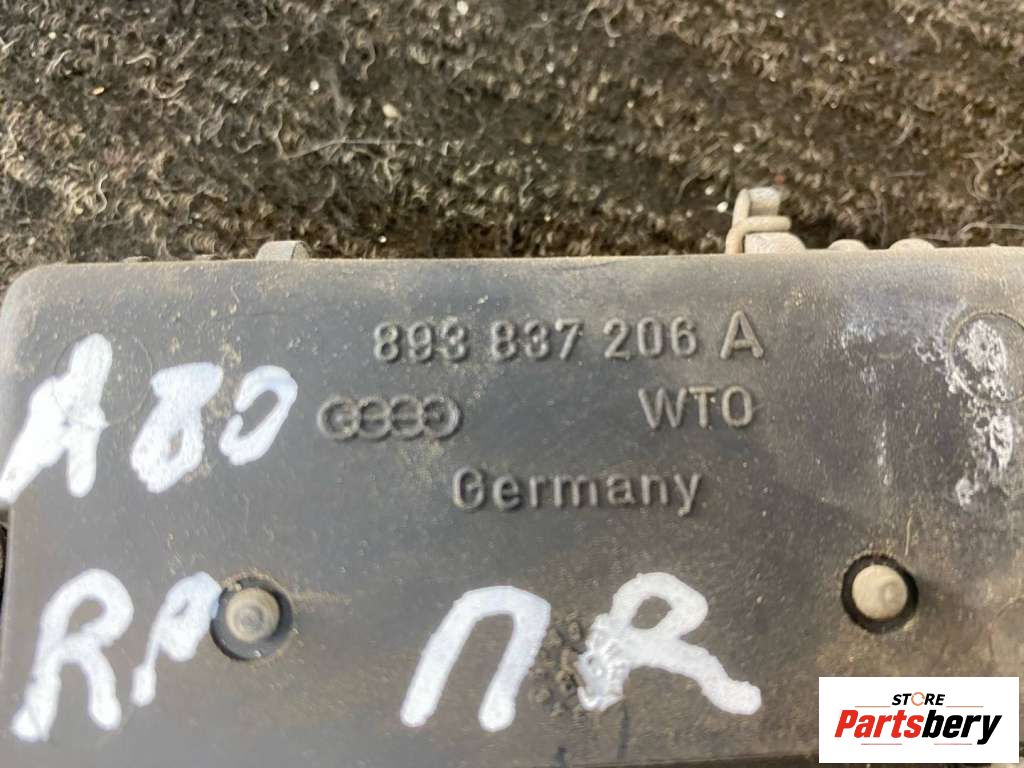 893 837 206 A
A80
WTO
Germany
RP ПR
STORE
Partsbery